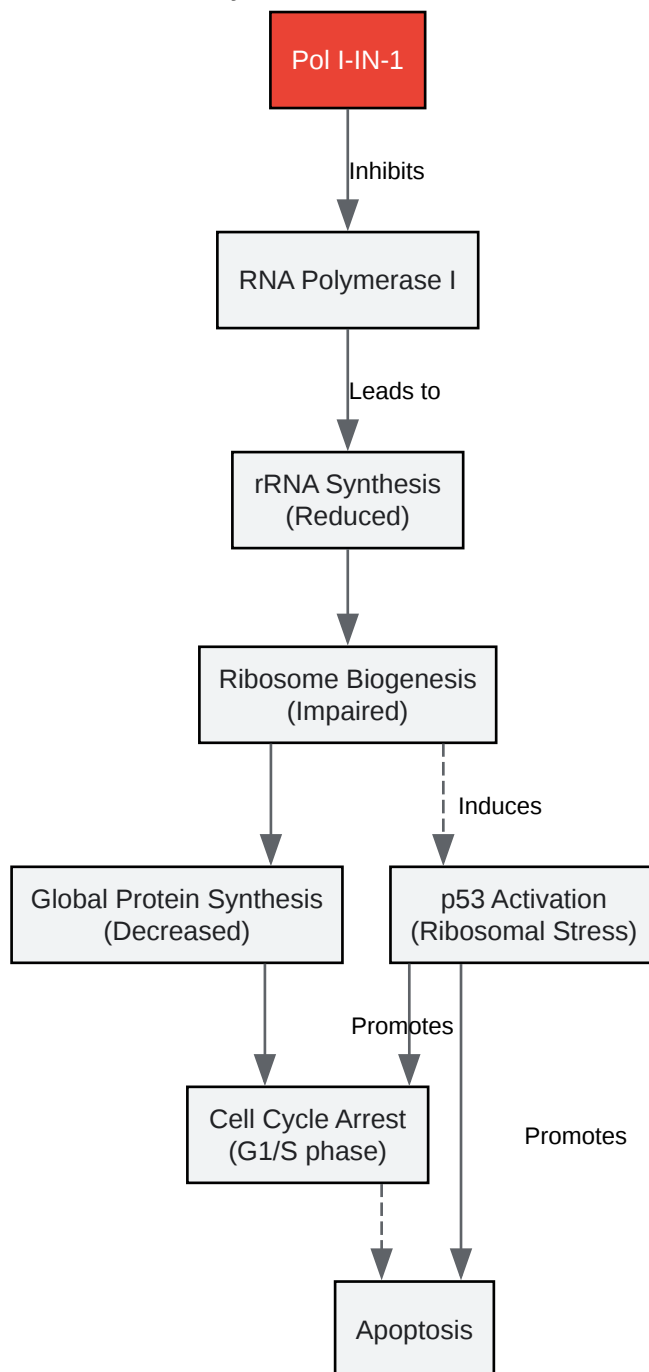 Pol I-IN-1
Inhibits
RNA Polymerase I
Leads to
rRNA Synthesis
(Reduced)
Ribosome Biogenesis
(Impaired)
Induces
Global Protein Synthesis
(Decreased)
p53 Activation
(Ribosomal Stress)
Promotes
Cell Cycle Arrest
(G1/S phase)
Promotes
Apoptosis